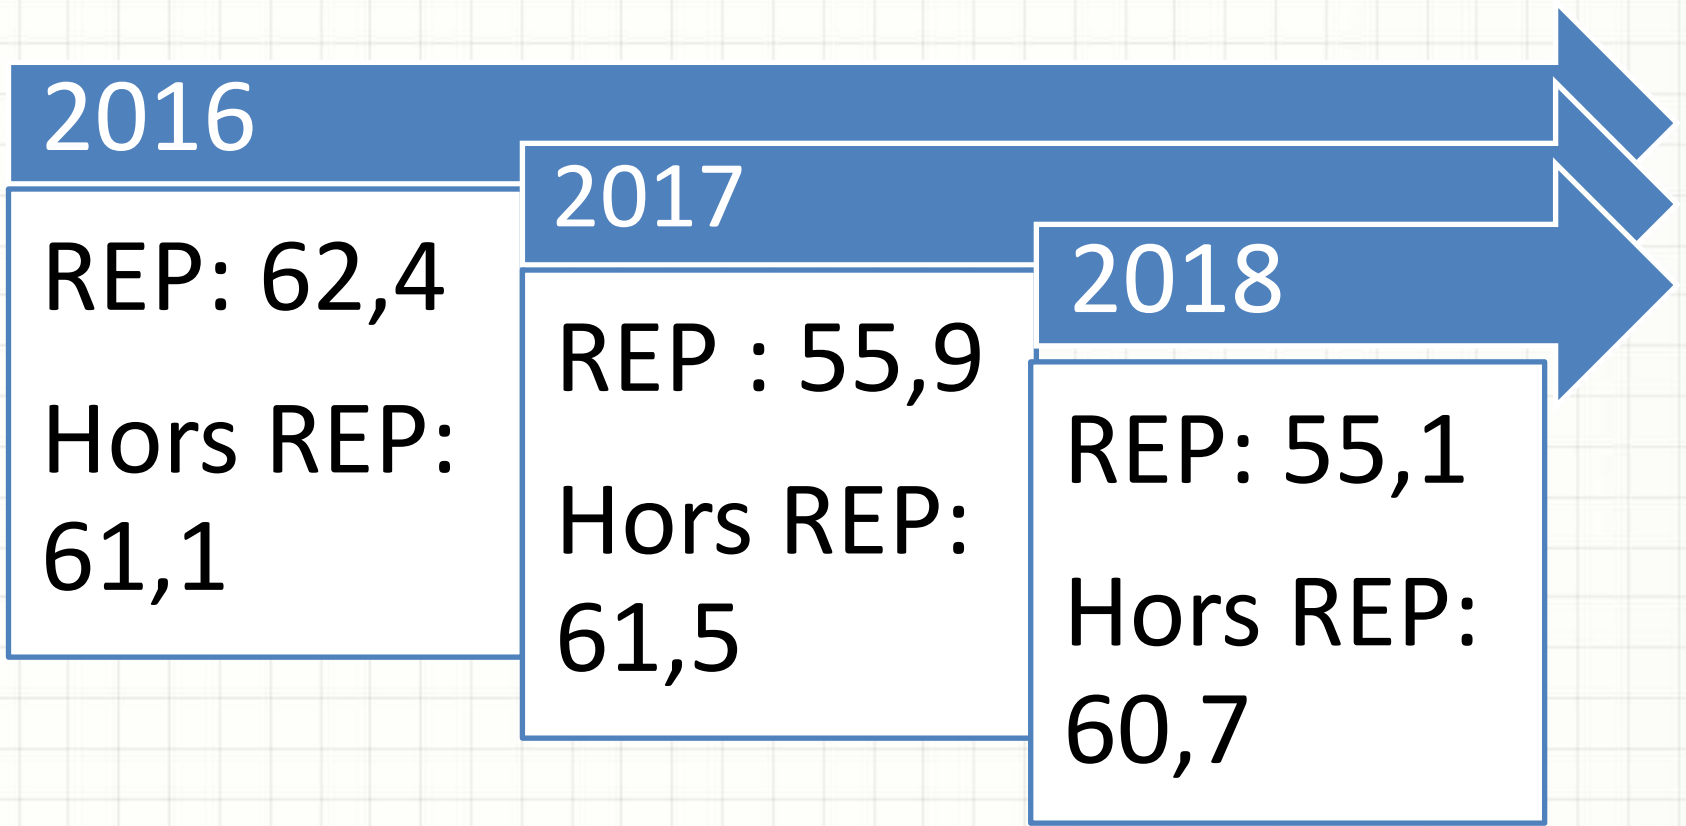 2016
REP: 62,4
Hors REP:
61,1
2017
REP : 55,9
Hors REP:
61,5
2018
REP: 55,1
Hors REP:
60,7